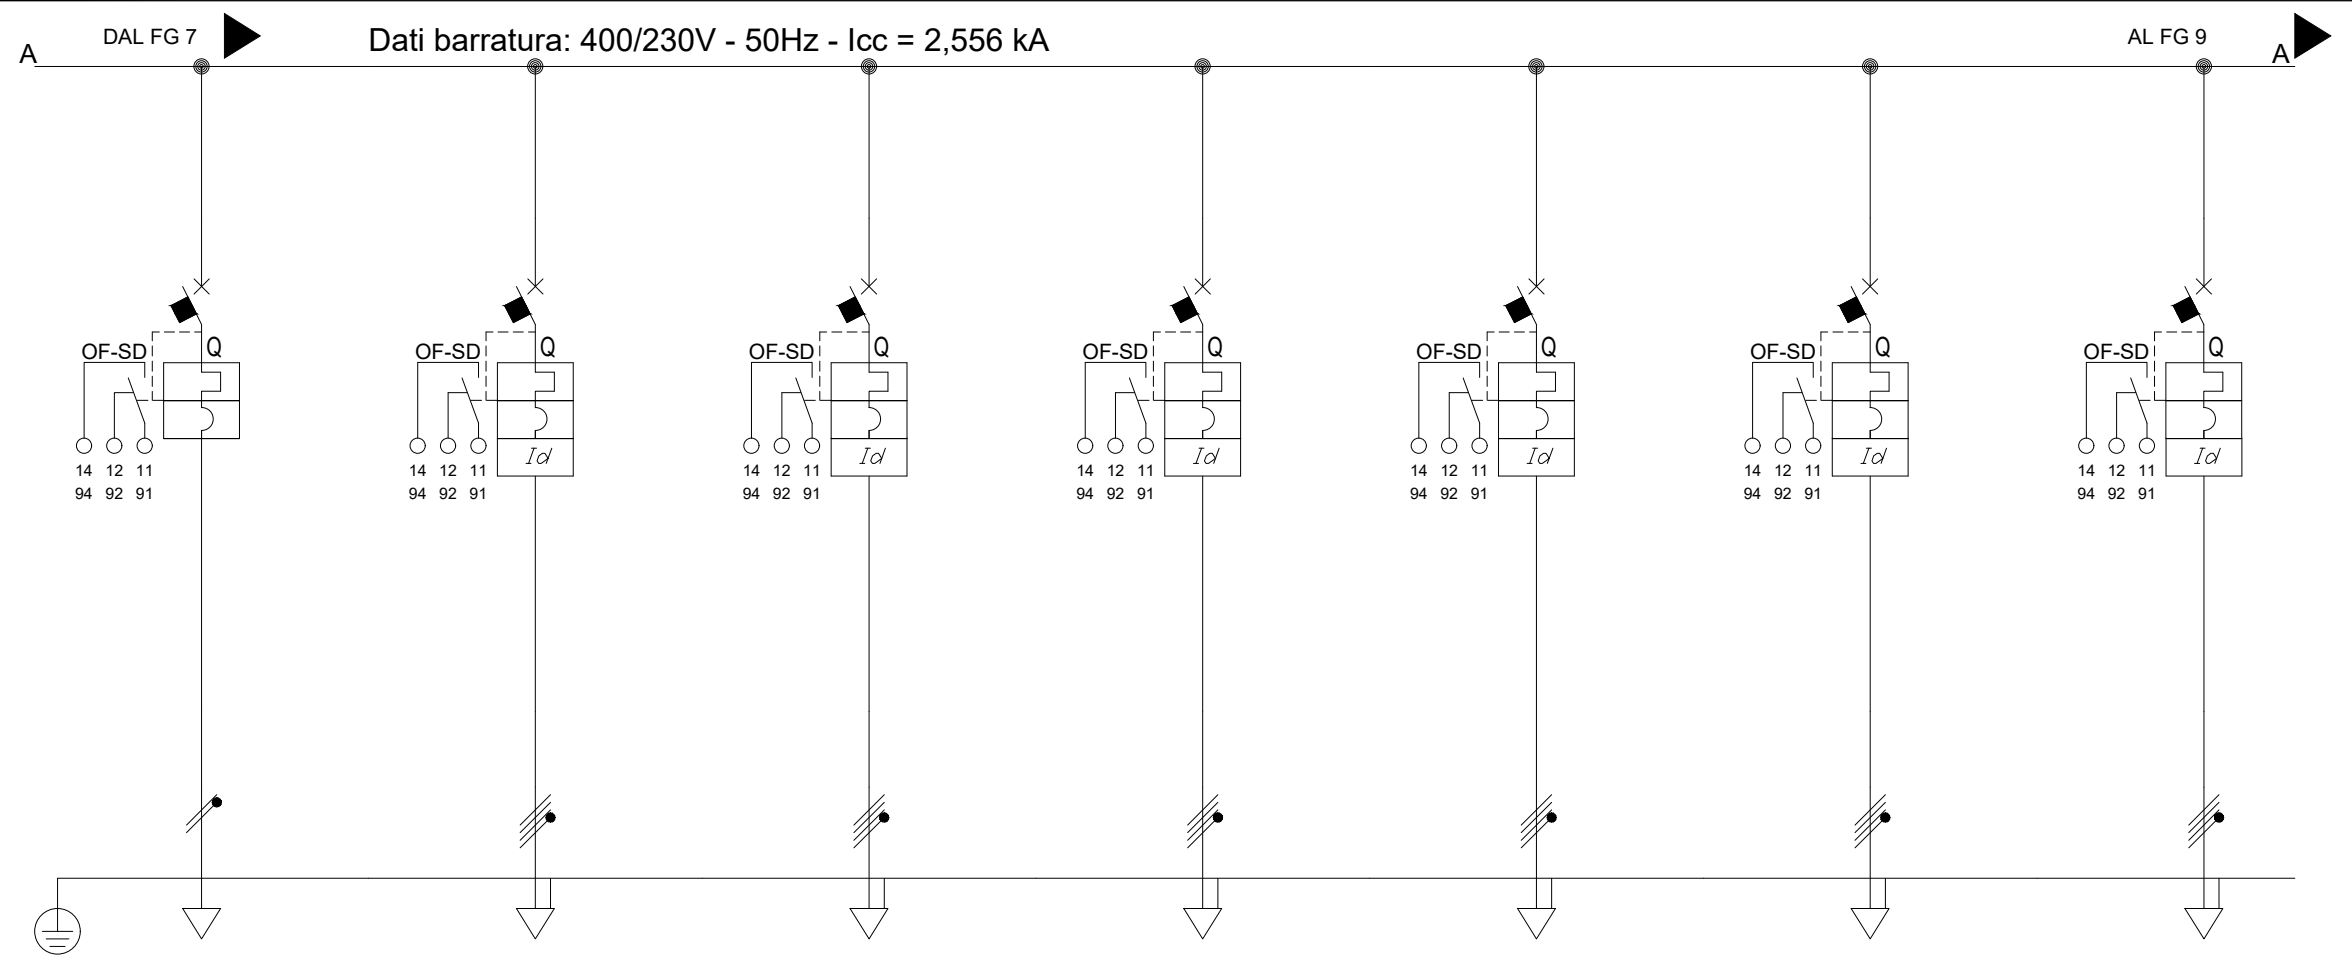 A DAL FG 7 Dati barratura: 400/230V - 50Hz - Icc = 2,556 kA AL FG 9 A
OF-SD Q OF-SD Q OF-SD Q OF-SD Q OF-SD Q OF-SD Q OF-SD Q
Id Id Id Id Id Id
14 12 11 14 12 11 14 12 11 14 12 11 14 12 11 14 12 11 14 12 11
94 92 91 94 92 91 94 92 91 94 92 91 94 92 91 94 92 91 94 92 91